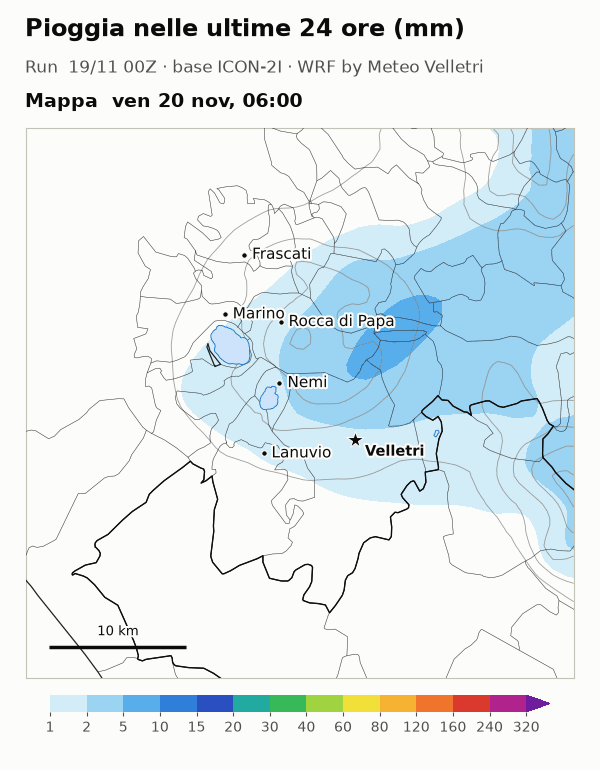 Pioggia nelle ultime 24 ore (mm)
Run 19/11 00Z · base ICON-2I · WRF by Meteo Velletri
Mappa ven 20 nov, 06:00
Frascati
Marino
Rocca di Papa
Nemi
Velletri
Lanuvio
10 km
1 2 5 10 15 20 30 40 60 80 120 160 240 320